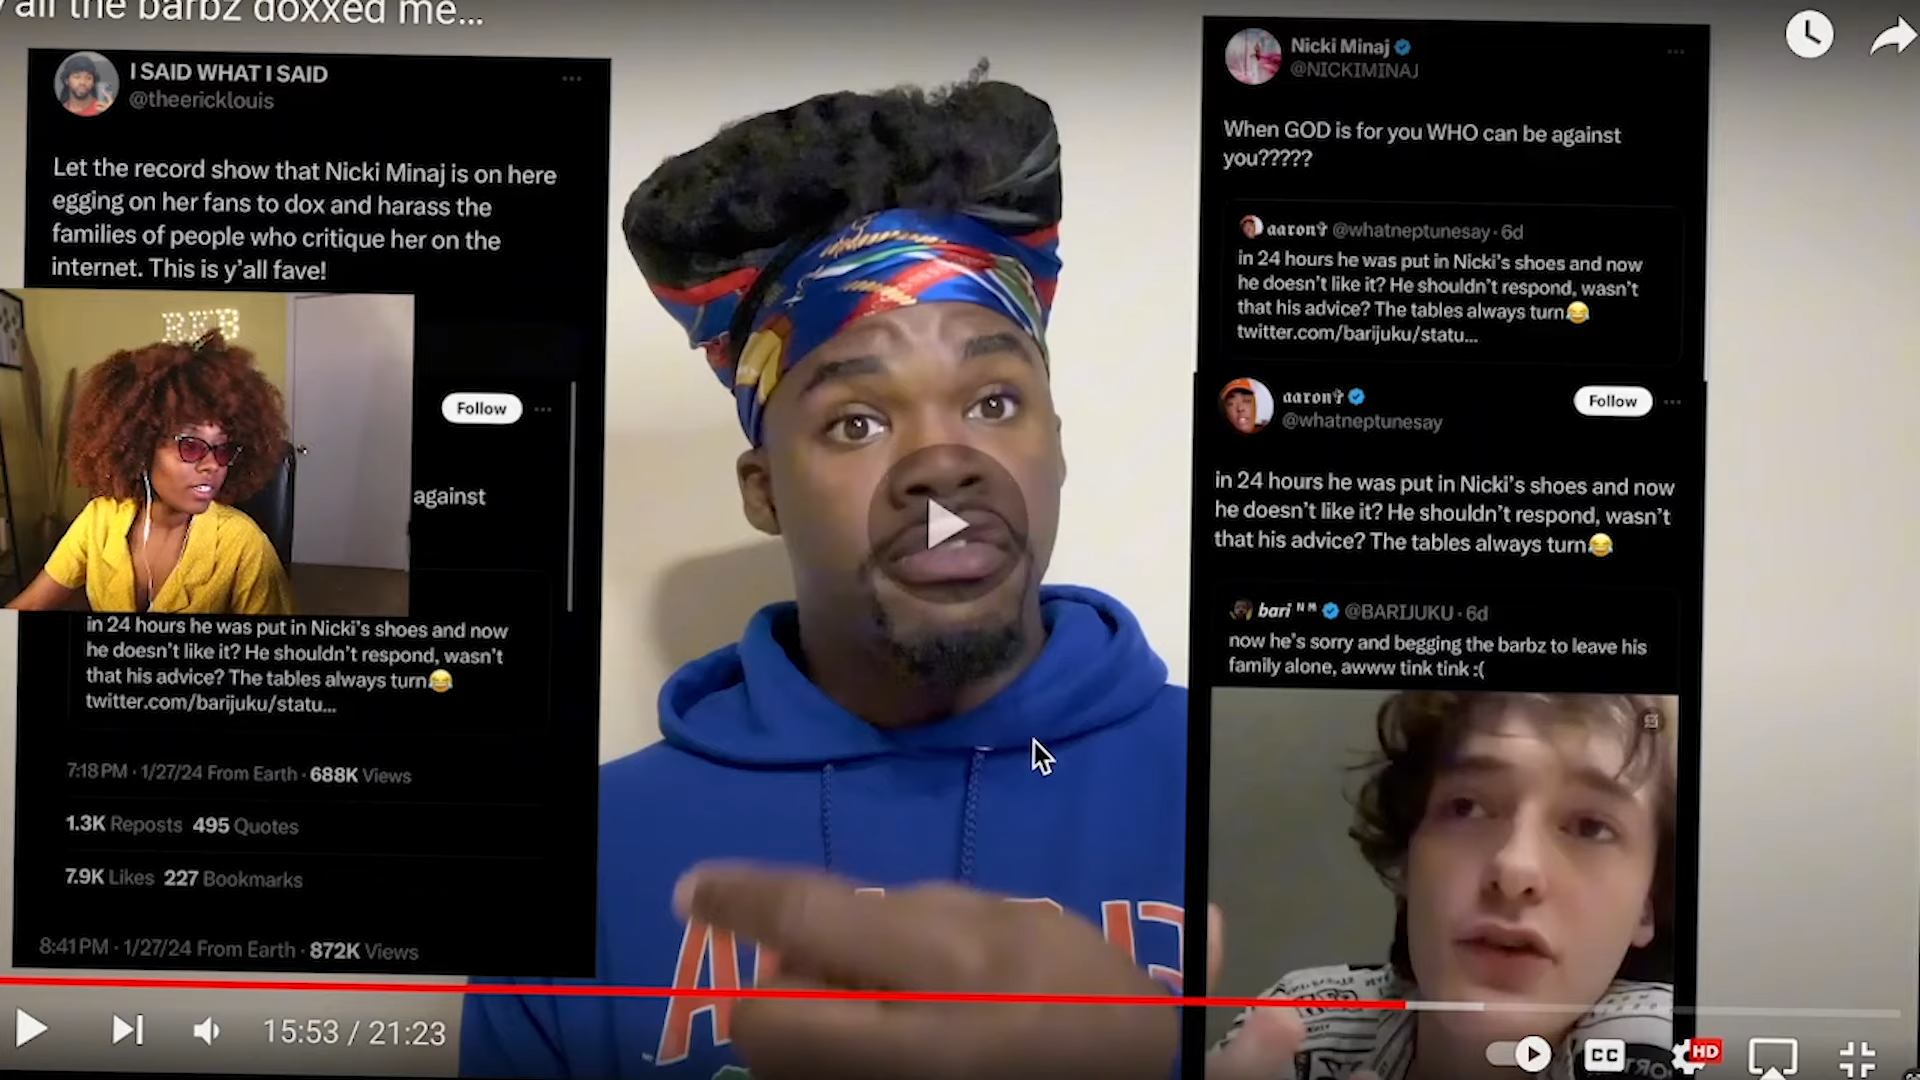 y'all the barbz doxxed me...
I SAID WHAT I SAID
@theericklouis
Let the record show that Nicki Minaj is on here
egging on her fans to dox and harass the
families of people who critique her on the
internet. This is y'all fave!
RKB
Follow
against
in 24 hours he was put in Nicki's shoes and now
he doesn't like it? He shouldn't respond, wasn't
that his advice? The tables always turn😂
twitter.com/barijuku/statu...
7:18 PM · 1/27/24 From Earth · 688K Views
1.3K Reposts 495 Quotes
7.9K Likes 227 Bookmarks
8:41 PM · 1/27/24 From Earth · 872K Views
Nicki Minaj
@NICKIMINAJ
When GOD is for you WHO can be against
you?????
aaron✞ @whatneptunesay · 6d
in 24 hours he was put in Nicki's shoes and now
he doesn't like it? He shouldn't respond, wasn't
that his advice? The tables always turn😂
twitter.com/barijuku/statu...
aaron✞
@whatneptunesay
Follow
in 24 hours he was put in Nicki's shoes and now
he doesn't like it? He shouldn't respond, wasn't
that his advice? The tables always turn😂
bari ᴺᴹ @BARIJUKU · 6d
now he's sorry and begging the barbz to leave his
family alone, awww tink tink :(
15:53 / 21:23
CC
HD